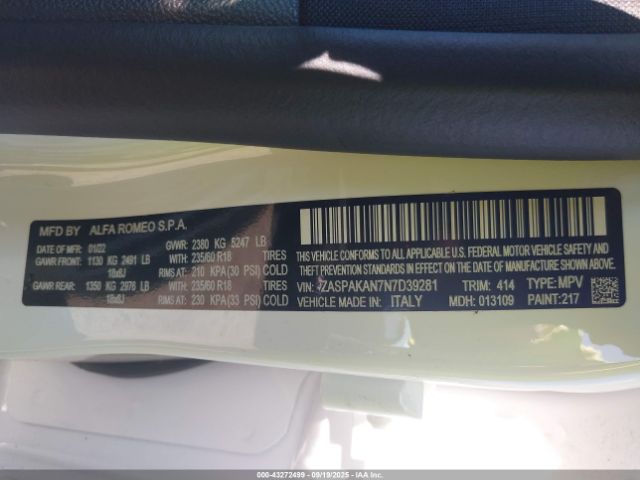 MFD BY ALFA ROMEO S.P.A.
DATE OF MFR: 01/22 GVWR: 2380 KG 5247 LB
GAWR FRONT: 1130 KG 2491 LB WITH: 235/60 R18 TIRES
18x8J RIMS AT: 210 KPA (30 PSI) COLD
GAWR REAR: 1350 KG 2976 LB WITH: 235/60 R18 TIRES
18x8J RIMS AT: 230 KPA (33 PSI) COLD
THIS VEHICLE CONFORMS TO ALL APPLICABLE U.S. FEDERAL MOTOR VEHICLE SAFETY AND
THEFT PREVENTION STANDARDS IN EFFECT ON THE DATE OF MANUFACTURE SHOWN ABOVE.
VIN: ZASPAKAN7N7D39281 TRIM: 414 TYPE: MPV
VEHICLE MADE IN: ITALY MDH: 013109 PAINT: 217
000-43272499 - 09/19/2025 - IAA Inc.